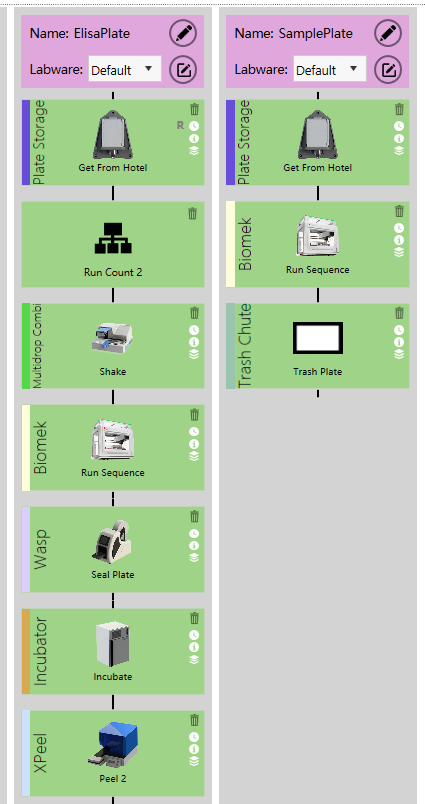 Name: ElisaPlate
Labware: Default
Plate Storage
R
Get From Hotel
Run Count 2
Multidrop Combi
Shake
Biomek
Run Sequence
Wasp
Seal Plate
Incubator
Incubate
XPeel
Peel 2
Name: SamplePlate
Labware: Default
Plate Storage
Get From Hotel
Biomek
Run Sequence
Trash Chute
Trash Plate